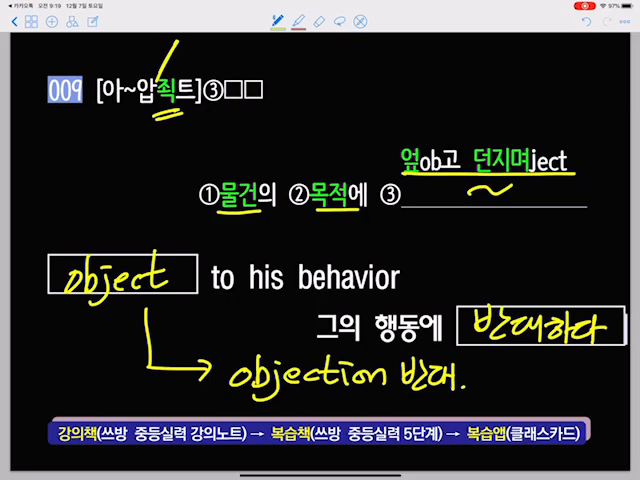 카카오톡 오전 9:19 12월 7일 토요일 97%
009 [아~압죅트]③□□
엎ob고 던지며ject
①물건의 ②목적에 ③
object to his behavior
그의 행동에 반대하다
objection 반대.
강의책(쓰방 중등실력 강의노트) → 복습책(쓰방 중등실력 5단계) → 복습앱(클래스카드)